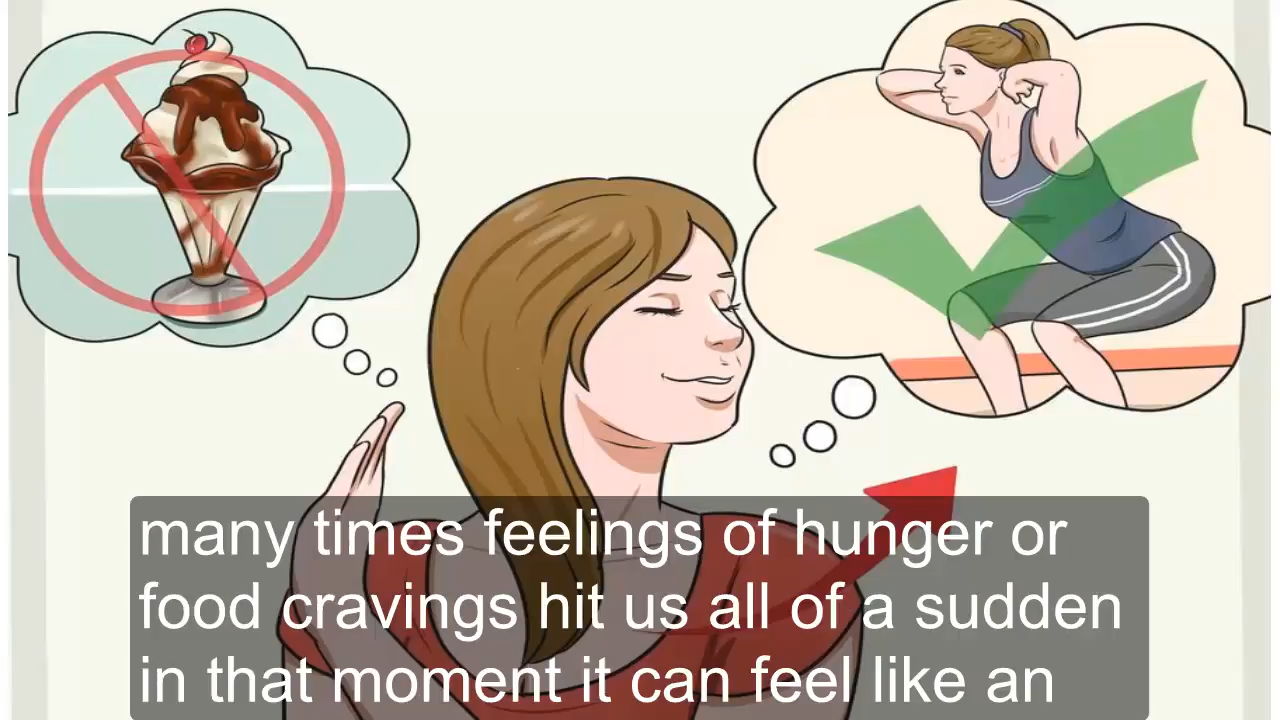 many times feelings of hunger or
food cravings hit us all of a sudden
in that moment it can feel like an